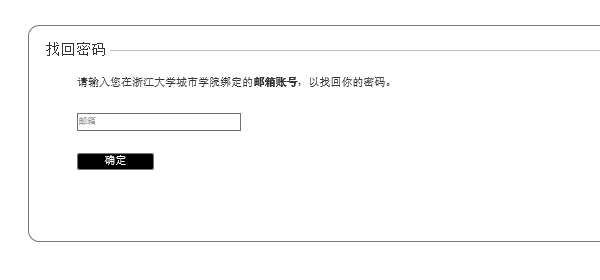 找回密码
请输入您在浙江大学城市学院绑定的邮箱账号，以找回你的密码。
邮箱
确定